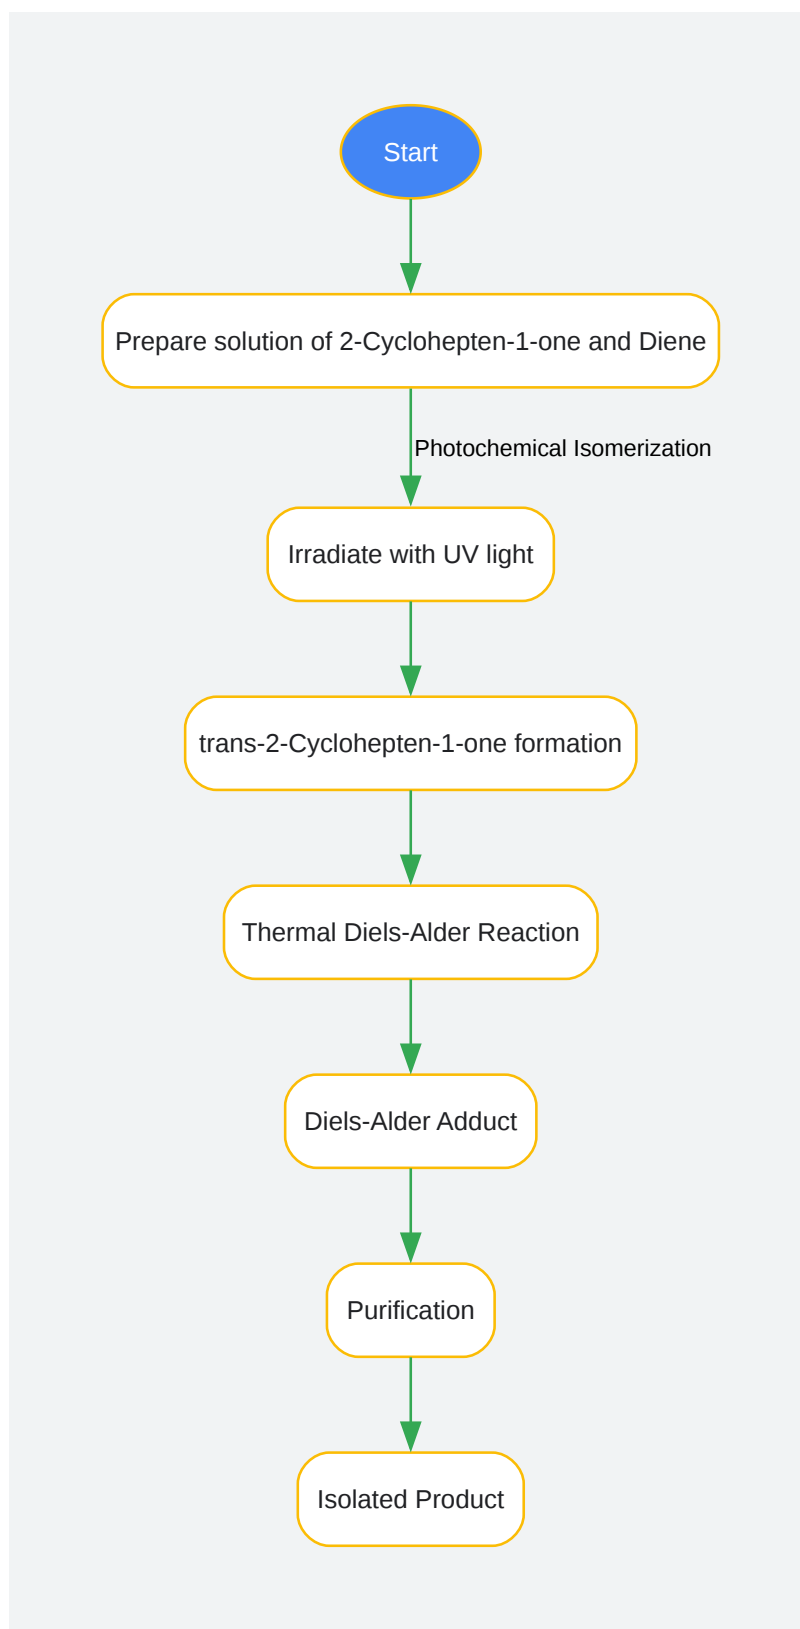 Start
Prepare solution of 2-Cyclohepten-1-one and Diene
Photochemical Isomerization
Irradiate with UV light
trans-2-Cyclohepten-1-one formation
Thermal Diels-Alder Reaction
Diels-Alder Adduct
Purification
Isolated Product